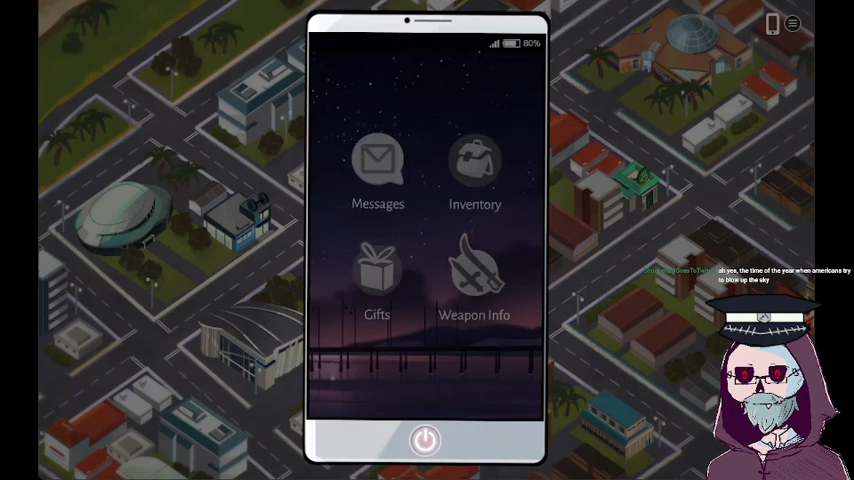 80%
Messages
Inventory
Gifts
Weapon Info
ah yes, the time of the year when americans try
to blow up the sky